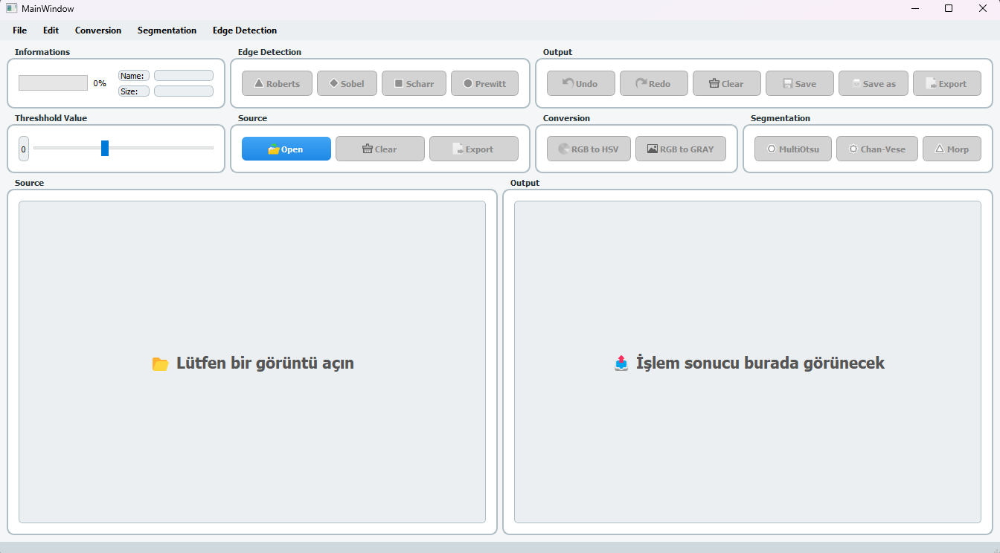 MainWindow
File Edit Conversion Segmentation Edge Detection
Informations
0%
Name:
Size:
Edge Detection
Roberts Sobel Scharr Prewitt
Output
Undo Redo Clear Save Save as Export
Threshhold Value
0
Source
Open Clear Export
Conversion
RGB to HSV RGB to GRAY
Segmentation
MultiOtsu Chan-Vese Morp
Source
Lütfen bir görüntü açın
Output
İşlem sonucu burada görünecek